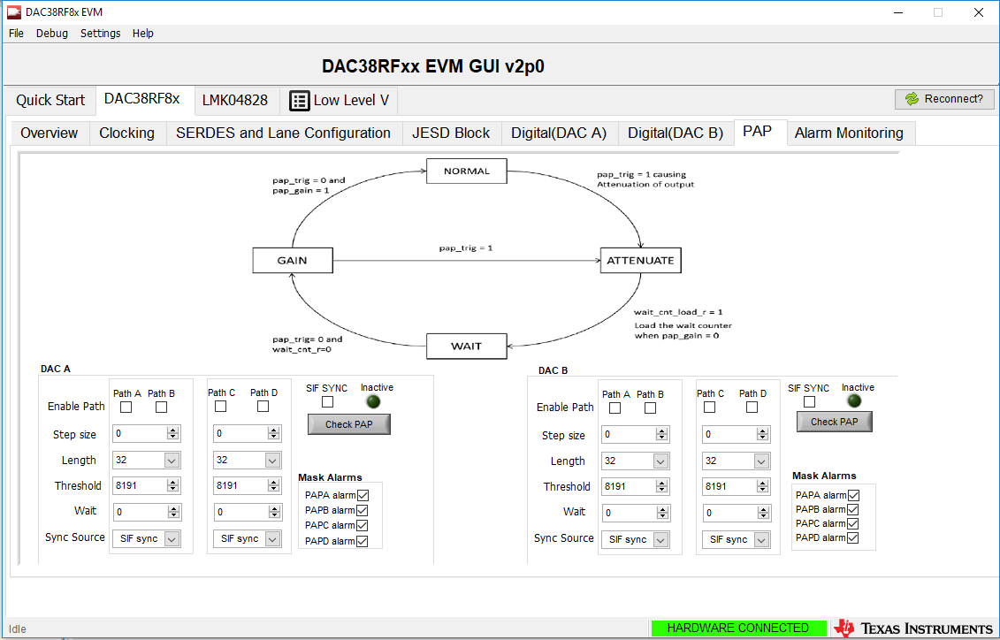 DAC38RF8x EVM
File Debug Settings Help
DAC38RFxx EVM GUI v2p0
Quick Start DAC38RF8x LMK04828 Low Level V Reconnect?
Overview Clocking SERDES and Lane Configuration JESD Block Digital(DAC A) Digital(DAC B) PAP Alarm Monitoring
NORMAL
pap_trig = 0 and
pap_gain = 1
pap_trig = 1 causing
Attenuation of output
pap_trig = 1
GAIN
ATTENUATE
wait_cnt_load_r = 1
Load the wait counter
when pap_gain = 0
pap_trig= 0 and
wait_cnt_r=0
WAIT
DAC A
Path A Path B Path C Path D SIF SYNC Inactive
Enable Path
Check PAP
Step size 0 0
Length 32 32
Threshold 8191 8191
Wait 0 0
Sync Source SIF sync SIF sync
Mask Alarms
PAPA alarm
PAPB alarm
PAPC alarm
PAPD alarm
DAC B
Path A Path B Path C Path D SIF SYNC Inactive
Enable Path
Check PAP
Step size 0 0
Length 32 32
Threshold 8191 8191
Wait 0 0
Sync Source SIF sync SIF sync
Mask Alarms
PAPA alarm
PAPB alarm
PAPC alarm
PAPD alarm
Idle HARDWARE CONNECTED TEXAS INSTRUMENTS